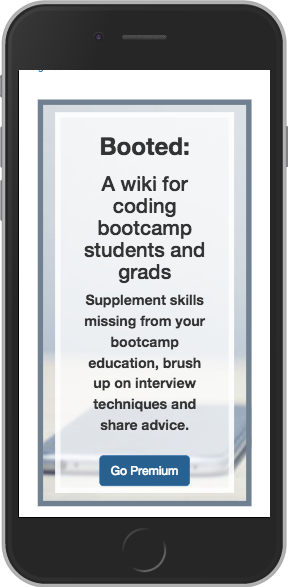 Booted:
A wiki for
coding
bootcamp
students and
grads
Supplement skills
missing from your
bootcamp
education, brush
up on interview
techniques and
share advice.
Go Premium